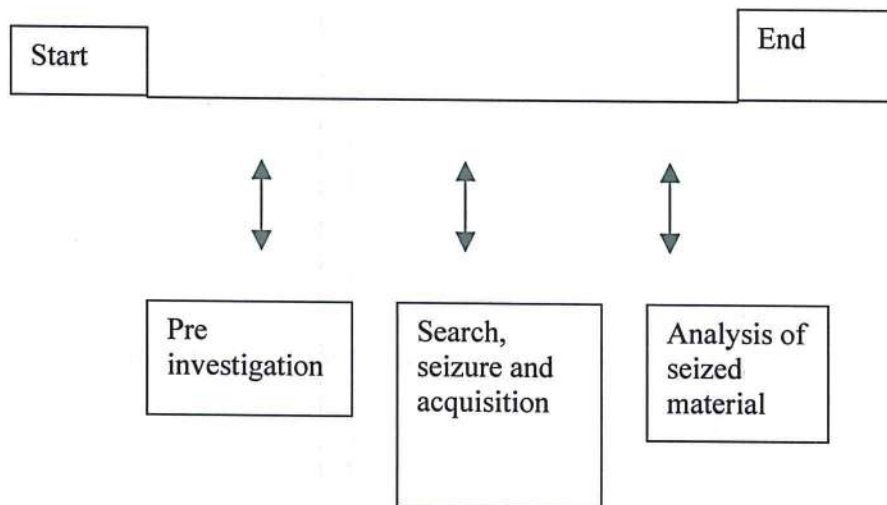 Start
End
Pre
investigation
Search,
seizure and
acquisition
Analysis of
seized
material